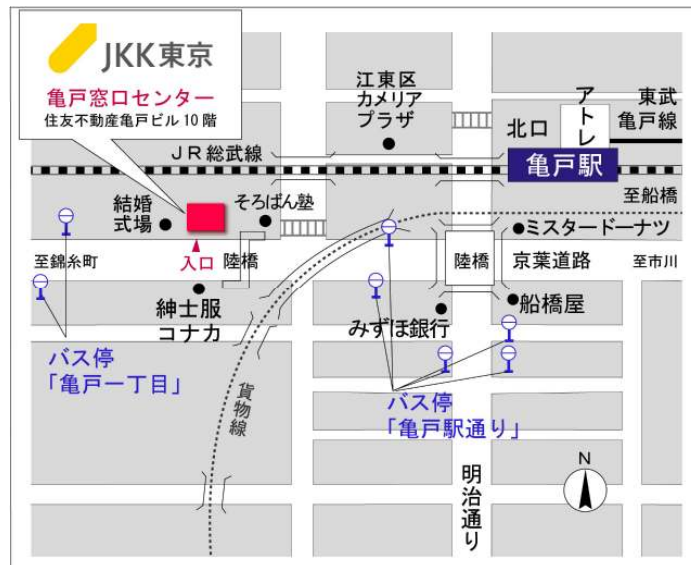 JKK東京
亀戸窓口センター
住友不動産亀戸ビル10階
江東区
カメリア
プラザ
北口
アトレ
東武
亀戸線
JR総武線
亀戸駅
至船橋
結婚
式場
そろばん塾
ミスタードーナツ
至錦糸町
入口
陸橋
陸橋
京葉道路
至市川
紳士服
コナカ
みずほ銀行
船橋屋
バス停
「亀戸一丁目」
貨物線
バス停
「亀戸駅通り」
明治通り
N